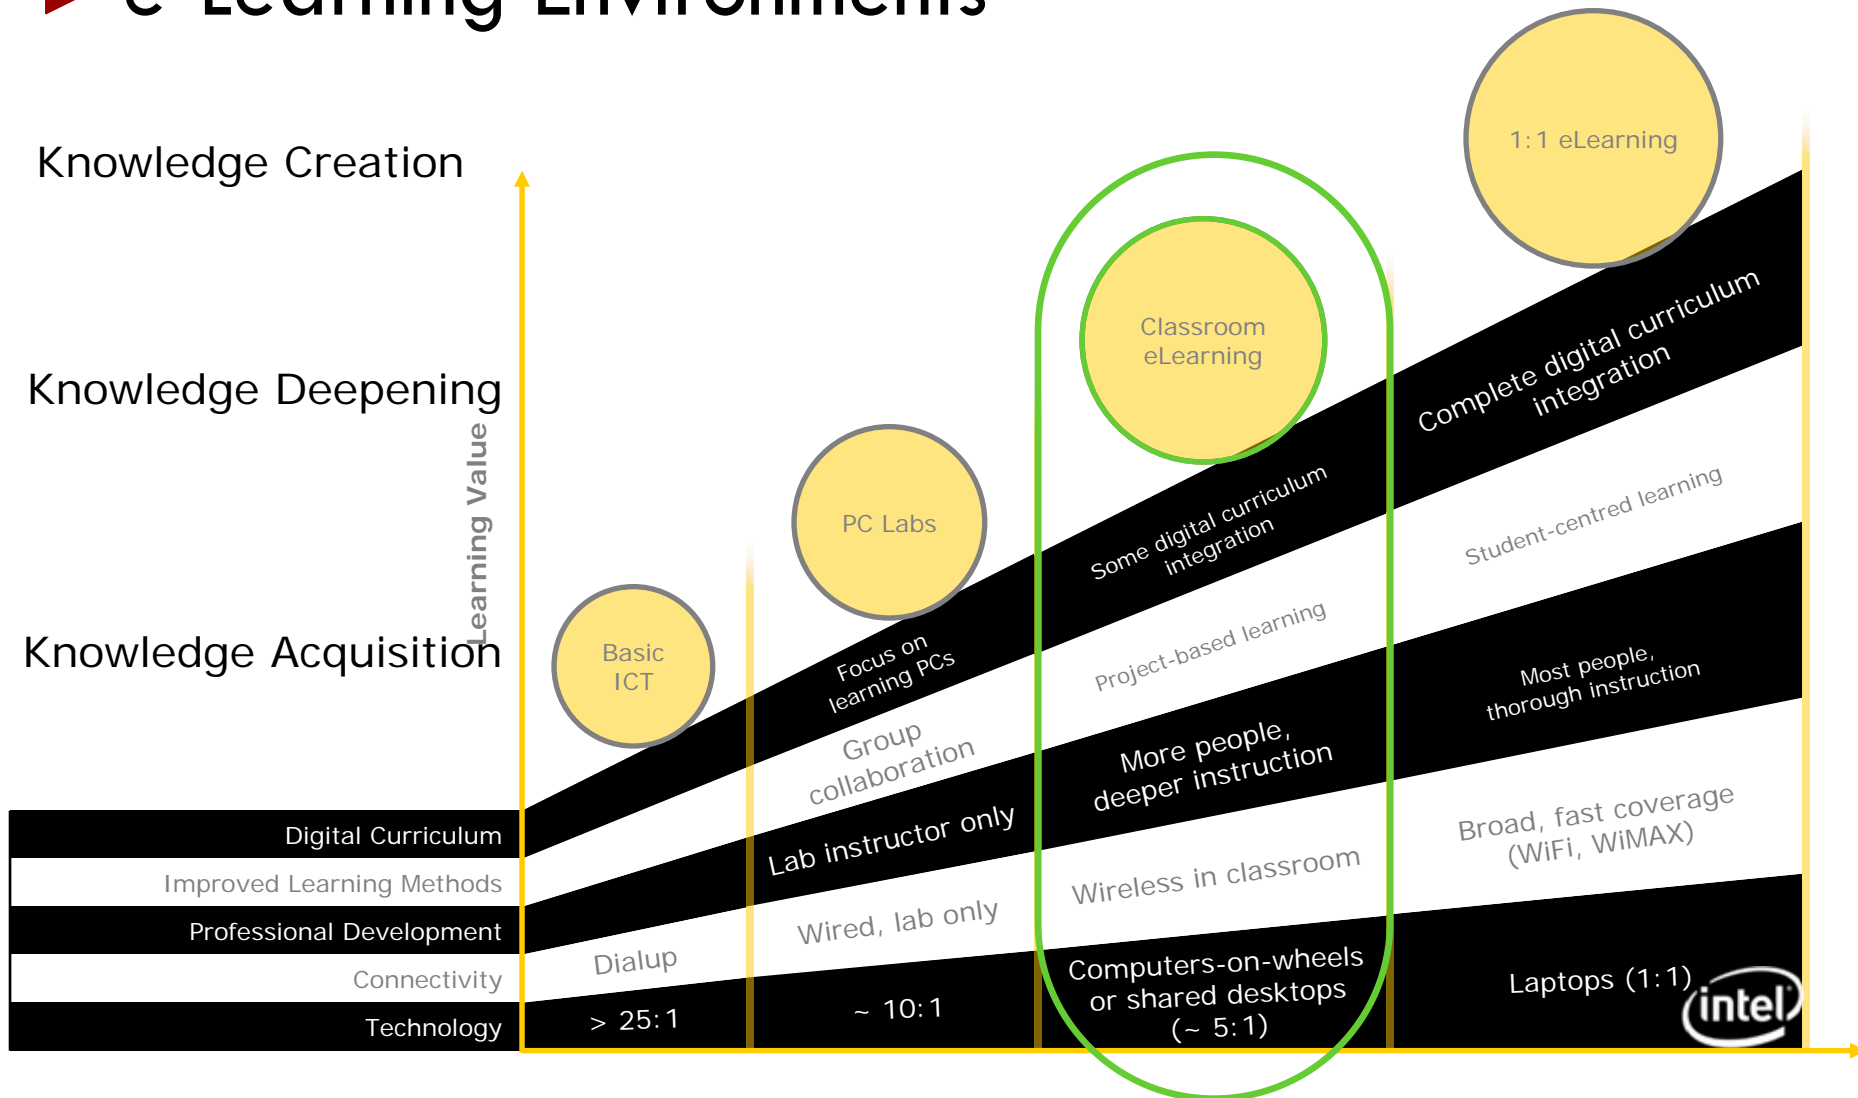 e-Learning Environments
Knowledge Creation
Knowledge Deepening
Knowledge Acquisition
Learning Value
Basic
ICT
PC Labs
Classroom
eLearning
1:1 eLearning
Digital Curriculum
Focus on
learning PCs
Some digital curriculum
integration
Complete digital curriculum
integration
Improved Learning Methods
Group
collaboration
Project-based learning
Student-centred learning
Professional Development
Lab instructor only
More people,
deeper instruction
Most people,
thorough instruction
Connectivity
Dialup
Wired, lab only
Wireless in classroom
Broad, fast coverage
(WiFi, WiMAX)
Technology
> 25:1
~ 10:1
Computers-on-wheels
or shared desktops
(~ 5:1)
Laptops (1:1)
intel